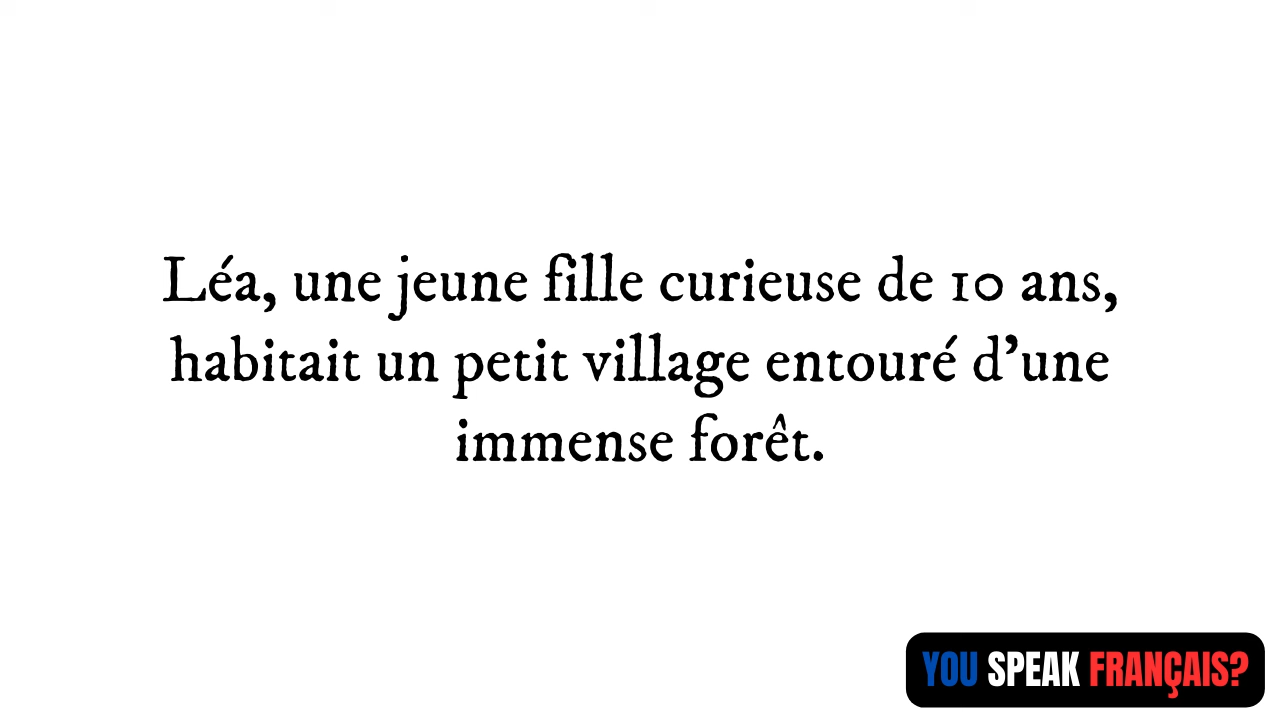 Léa, une jeune fille curieuse de 10 ans,
habitait un petit village entouré d’une
immense forêt.
YOU SPEAK FRANÇAIS?